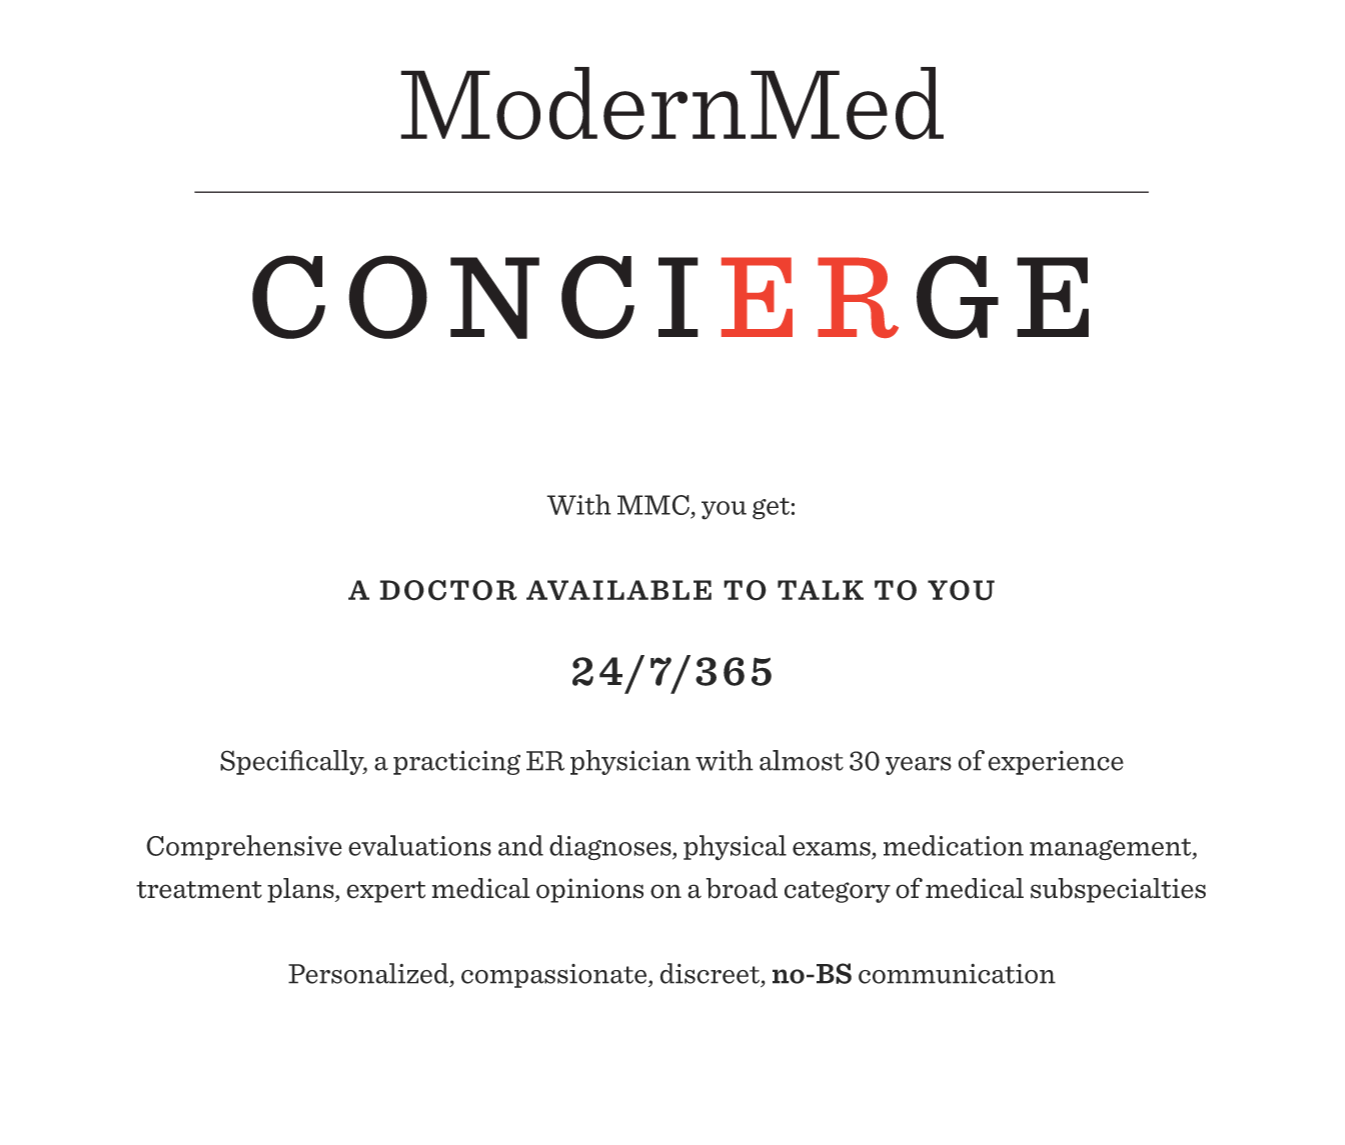 ModernMed
CONCIERGE
With MMC, you get:
A DOCTOR AVAILABLE TO TALK TO YOU
24/7/365
Specifically, a practicing ER physician with almost 30 years of experience
Comprehensive evaluations and diagnoses, physical exams, medication management,
treatment plans, expert medical opinions on a broad category of medical subspecialties
Personalized, compassionate, discreet, no-BS communication